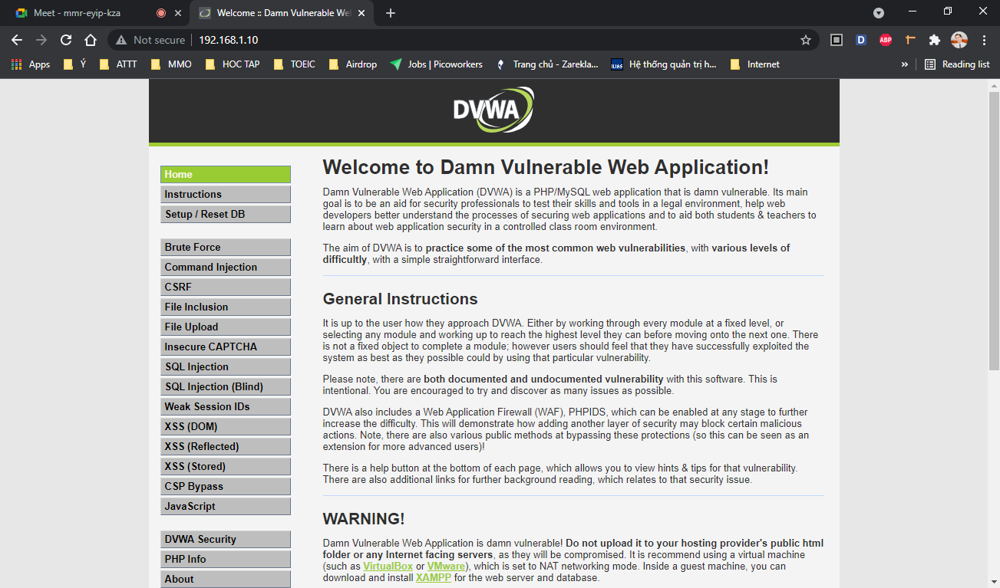 Meet - mmr-eyip-kza
Welcome :: Damn Vulnerable Wel
Not secure
192.168.1.10
ABP
Apps
Ý
ATTT
MMO
HOC TAP
TOEIC
Airdrop
Jobs | Picoworkers
Trang chủ - Zarekla...
ILIAS
Hệ thống quản trị h...
Internet
»
Reading list
DVWA
Home
Instructions
Setup / Reset DB
Brute Force
Command Injection
CSRF
File Inclusion
File Upload
Insecure CAPTCHA
SQL Injection
SQL Injection (Blind)
Weak Session IDs
XSS (DOM)
XSS (Reflected)
XSS (Stored)
CSP Bypass
JavaScript
DVWA Security
PHP Info
About
Welcome to Damn Vulnerable Web Application!
Damn Vulnerable Web Application (DVWA) is a PHP/MySQL web application that is damn vulnerable. Its main
goal is to be an aid for security professionals to test their skills and tools in a legal environment, help web
developers better understand the processes of securing web applications and to aid both students & teachers to
learn about web application security in a controlled class room environment.
The aim of DVWA is to practice some of the most common web vulnerabilities, with various levels of
difficultly, with a simple straightforward interface.
General Instructions
It is up to the user how they approach DVWA. Either by working through every module at a fixed level, or
selecting any module and working up to reach the highest level they can before moving onto the next one. There
is not a fixed object to complete a module; however users should feel that they have successfully exploited the
system as best as they possible could by using that particular vulnerability.
Please note, there are both documented and undocumented vulnerability with this software. This is
intentional. You are encouraged to try and discover as many issues as possible.
DVWA also includes a Web Application Firewall (WAF), PHPIDS, which can be enabled at any stage to further
increase the difficulty. This will demonstrate how adding another layer of security may block certain malicious
actions. Note, there are also various public methods at bypassing these protections (so this can be seen as an
extension for more advanced users)!
There is a help button at the bottom of each page, which allows you to view hints & tips for that vulnerability.
There are also additional links for further background reading, which relates to that security issue.
WARNING!
Damn Vulnerable Web Application is damn vulnerable! Do not upload it to your hosting provider's public html
folder or any Internet facing servers, as they will be compromised. It is recommend using a virtual machine
(such as VirtualBox or VMware), which is set to NAT networking mode. Inside a guest machine, you can
download and install XAMPP for the web server and database.